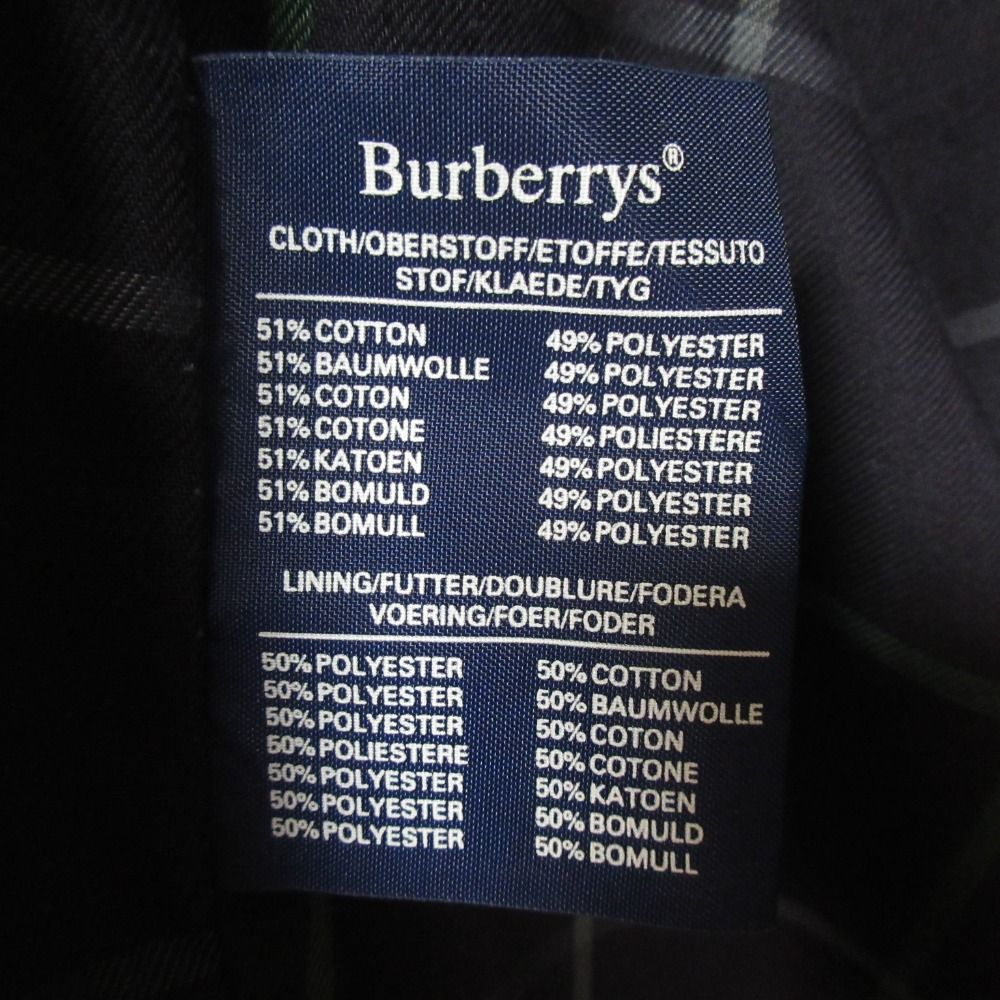 Burberrys®
CLOTH/OBERSTOFF/ETOFFE/TESSUTO
STOF/KLAEDE/TYG
51% COTTON 49% POLYESTER
51% BAUMWOLLE 49% POLYESTER
51% COTON 49% POLYESTER
51% COTONE 49% POLIESTERE
51% KATOEN 49% POLYESTER
51% BOMULD 49% POLYESTER
51% BOMULL 49% POLYESTER
LINING/FUTTER/DOUBLURE/FODERA
VOERING/FOER/FODER
50% POLYESTER 50% COTTON
50% POLYESTER 50% BAUMWOLLE
50% POLYESTER 50% COTON
50% POLIESTERE 50% COTONE
50% POLYESTER 50% KATOEN
50% POLYESTER 50% BOMULD
50% POLYESTER 50% BOMULL